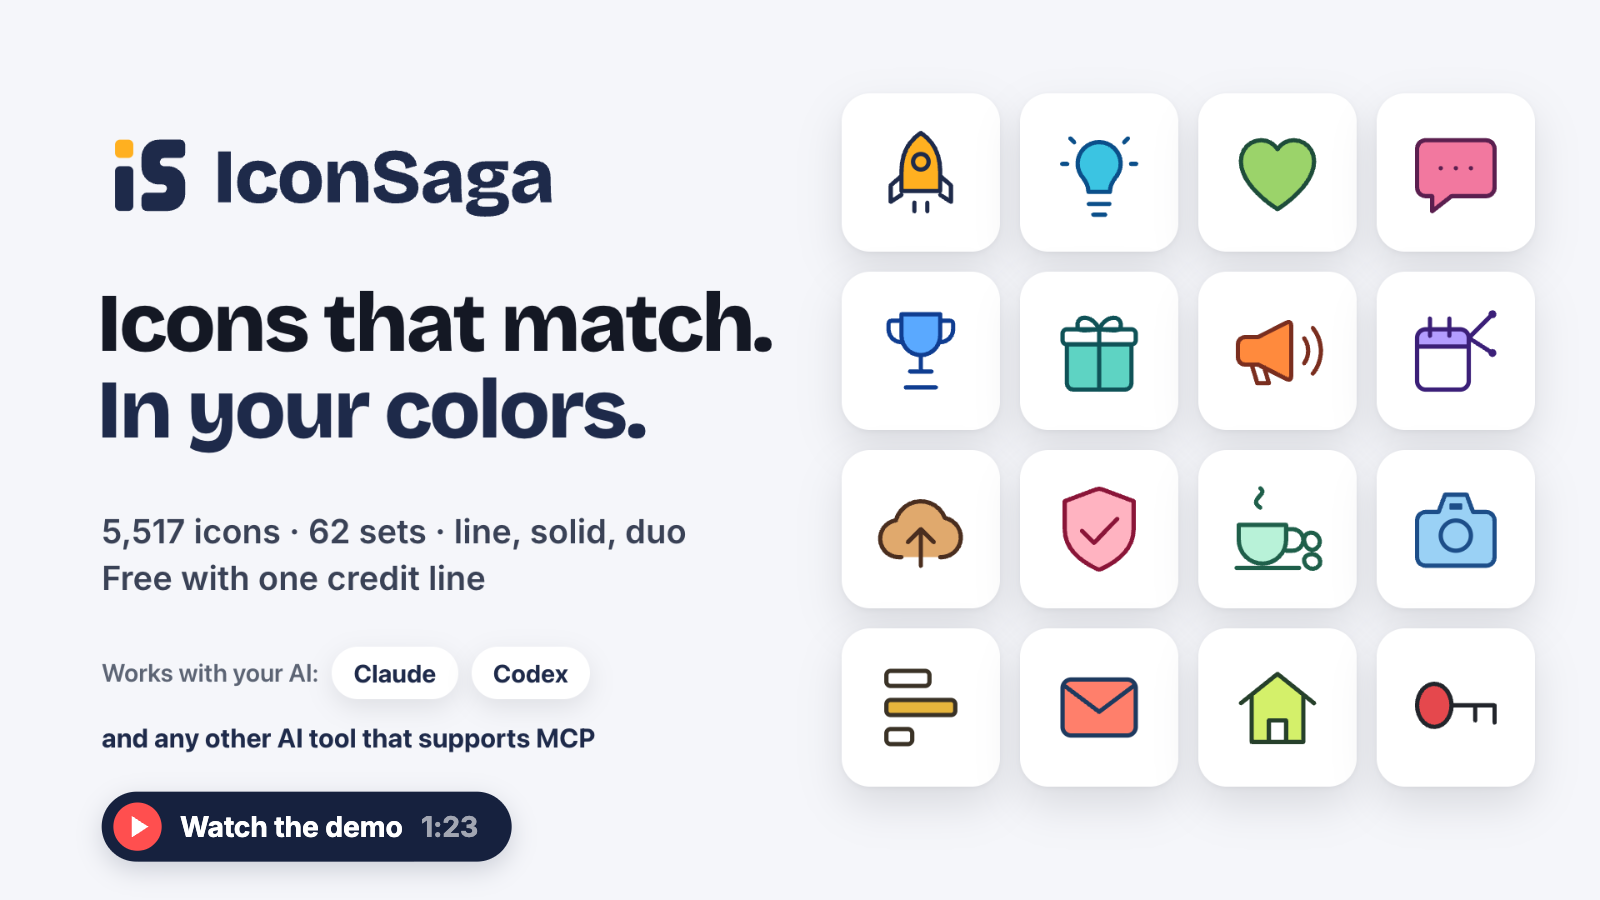 iS IconSaga
Icons that match.
In your colors.
5,517 icons · 62 sets · line, solid, duo
Free with one credit line
Works with your AI: Claude Codex
and any other AI tool that supports MCP
Watch the demo 1:23